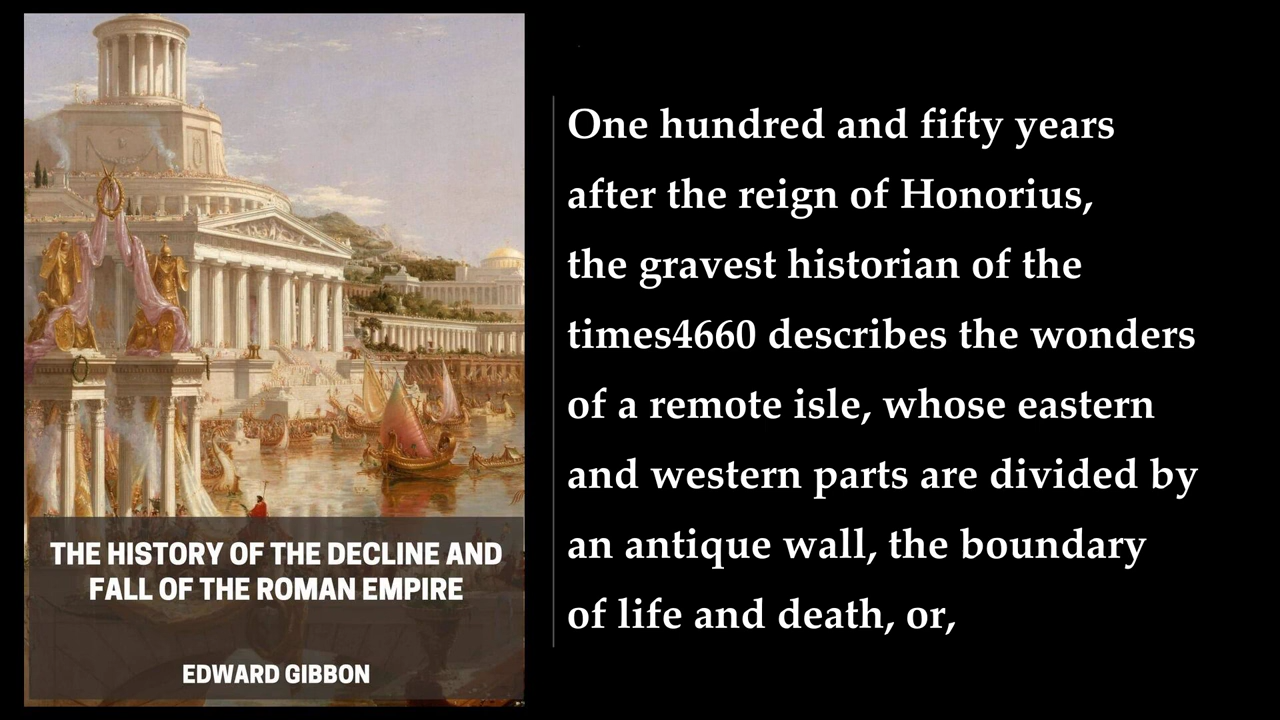 THE HISTORY OF THE DECLINE AND
FALL OF THE ROMAN EMPIRE
EDWARD GIBBON
One hundred and fifty years
after the reign of Honorius,
the gravest historian of the
times4660 describes the wonders
of a remote isle, whose eastern
and western parts are divided by
an antique wall, the boundary
of life and death, or,